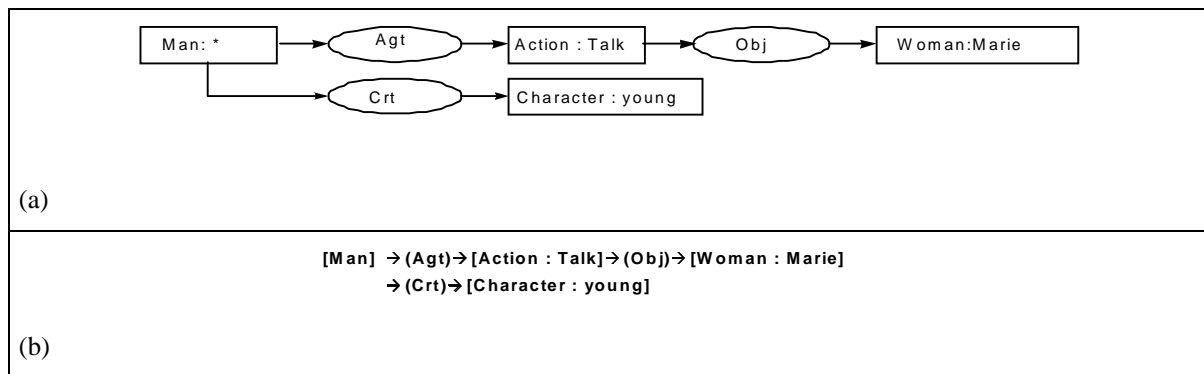 Man: * Agt Action : Talk Obj Woman:Marie
Crt Character : young
(a)
[Man] →(Agt)→[Action : Talk]→(Obj)→[Woman : Marie]
→(Crt)→[Character : young]
(b)